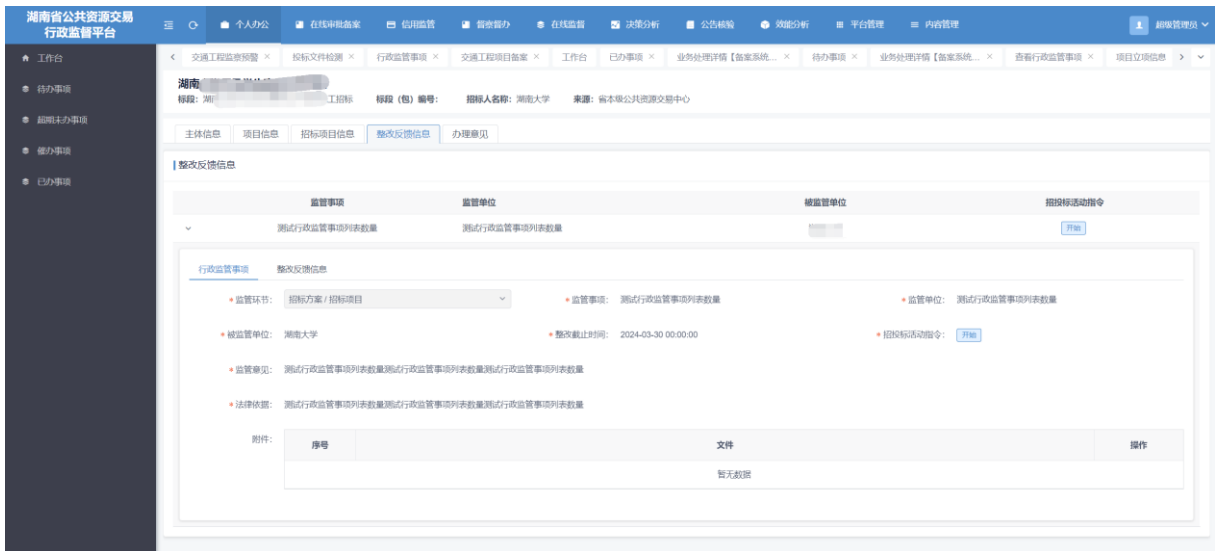 湖南省公共资源交易
行政监督平台
个人办公 在线审批备案 信用监管 督查督办 在线监督 决策分析 公告核验 效能分析 平台管理 内容管理 超级管理员
工作台
待办事项
超期未办事项
催办事项
已办事项
交通工程监察预警 × 投标文件检测 × 行政监管事项 × 交通工程项目备案 × 工作台 已办事项 × 业务处理详情【备案系统... × 待办事项 × 业务处理详情【备案系统... × 查看行政监管事项 × 项目立项信息
湖南
标段: 湖 工招标 标段（包）编号: 招标人名称: 湖南大学 来源: 省本级公共资源交易中心
主体信息 项目信息 招标项目信息 整改反馈信息 办理意见
整改反馈信息
监管事项 监管单位 被监管单位 招投标活动指令
测试行政监管事项列表数量 测试行政监管事项列表数量 开始
行政监管事项 整改反馈信息
* 监管环节: 招标方案 / 招标项目 * 监管事项: 测试行政监管事项列表数量 * 监管单位: 测试行政监管事项列表数量
* 被监管单位: 湖南大学 * 整改截止时间: 2024-03-30 00:00:00 * 招投标活动指令: 开始
* 监管意见: 测试行政监管事项列表数量测试行政监管事项列表数量测试行政监管事项列表数量
* 法律依据: 测试行政监管事项列表数量测试行政监管事项列表数量测试行政监管事项列表数量
附件: 序号 文件 操作
暂无数据